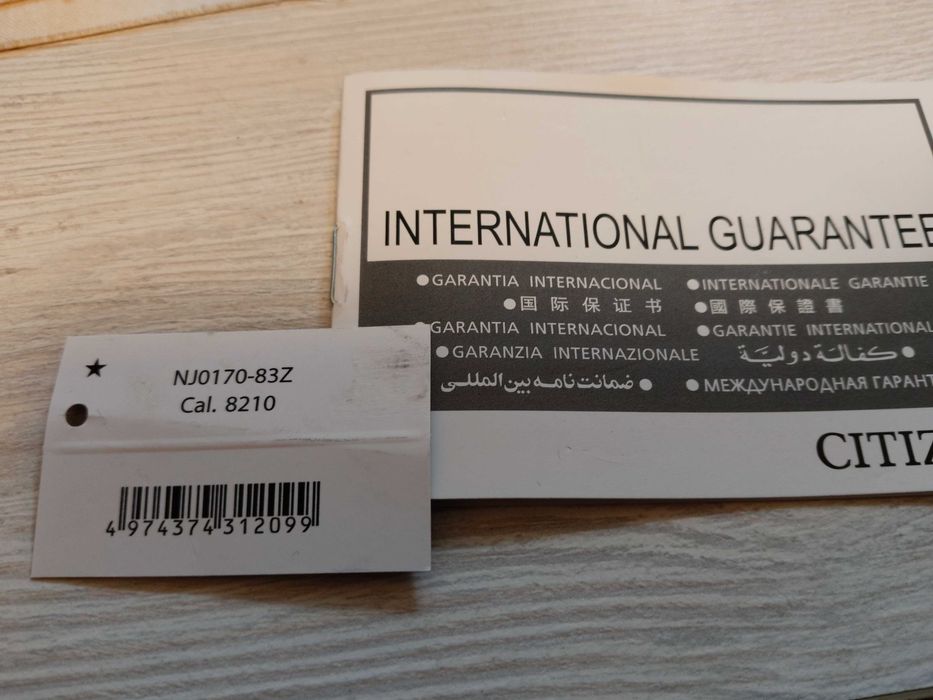 INTERNATIONAL GUARANTEE
●GARANTIA INTERNACIONAL ●INTERNATIONALE GARANTIE
●国际保证书 ●國際保證書
●GARANTIA INTERNACIONAL ●GARANTIE INTERNATIONAL
●GARANZIA INTERNAZIONALE ●كفالة دوليّة
●ضمانت نامه بين المللى ●МЕЖДУНАРОДНАЯ ГАРАНТ
CITIZ
★ NJ0170-83Z
Cal. 8210
4974374312099